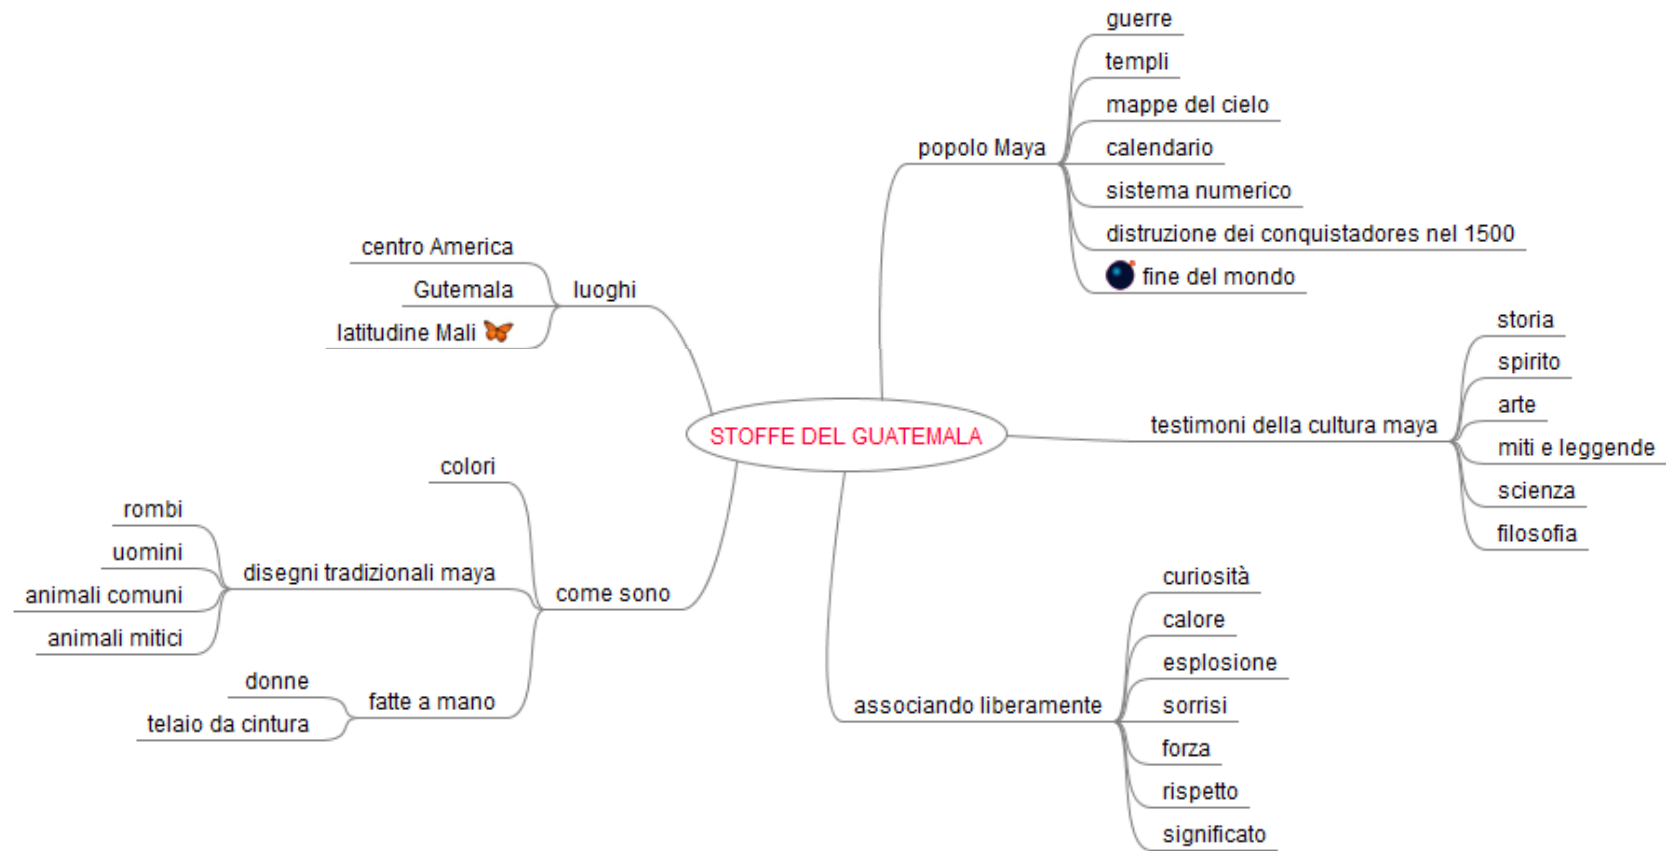 STOFFE DEL GUATEMALA
popolo Maya
guerre
templi
mappe del cielo
calendario
sistema numerico
distruzione dei conquistadores nel 1500
fine del mondo
testimoni della cultura maya
storia
spirito
arte
miti e leggende
scienza
filosofia
associando liberamente
curiosità
calore
esplosione
sorrisi
forza
rispetto
significato
luoghi
centro America
Gutemala
latitudine Mali
come sono
colori
disegni tradizionali maya
rombi
uomini
animali comuni
animali mitici
fatte a mano
donne
telaio da cintura